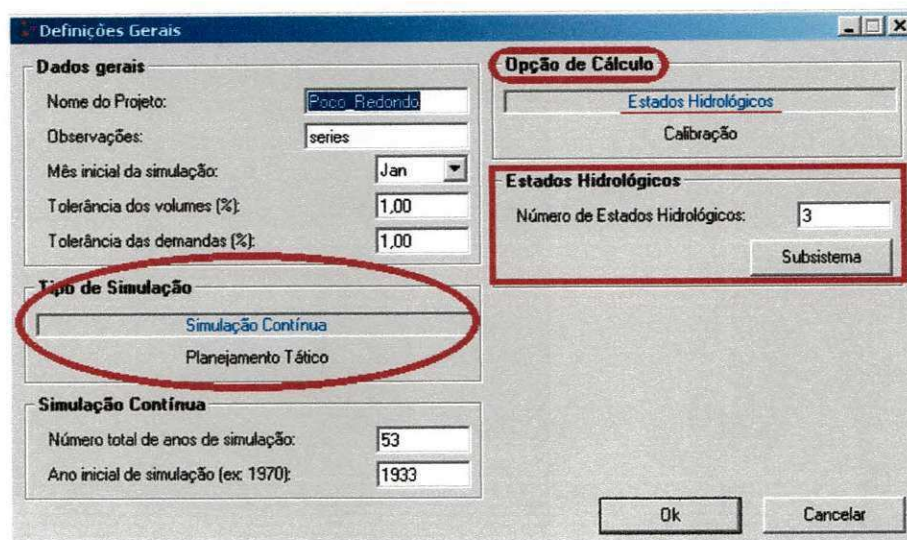 Definições Gerais
Dados gerais
Nome do Projeto: Poco_Redondo
Observações: series
Mês inicial da simulação: Jan
Tolerância dos volumes (%): 1,00
Tolerância das demandas (%): 1,00
Tipo de Simulação
Simulação Contínua
Planejamento Tático
Simulação Contínua
Número total de anos de simulação: 53
Ano inicial de simulação (ex: 1970): 1933
Opção de Cálculo
Estados Hidrológicos
Calibração
Estados Hidrológicos
Número de Estados Hidrológicos: 3
Subsistema
Ok
Cancelar